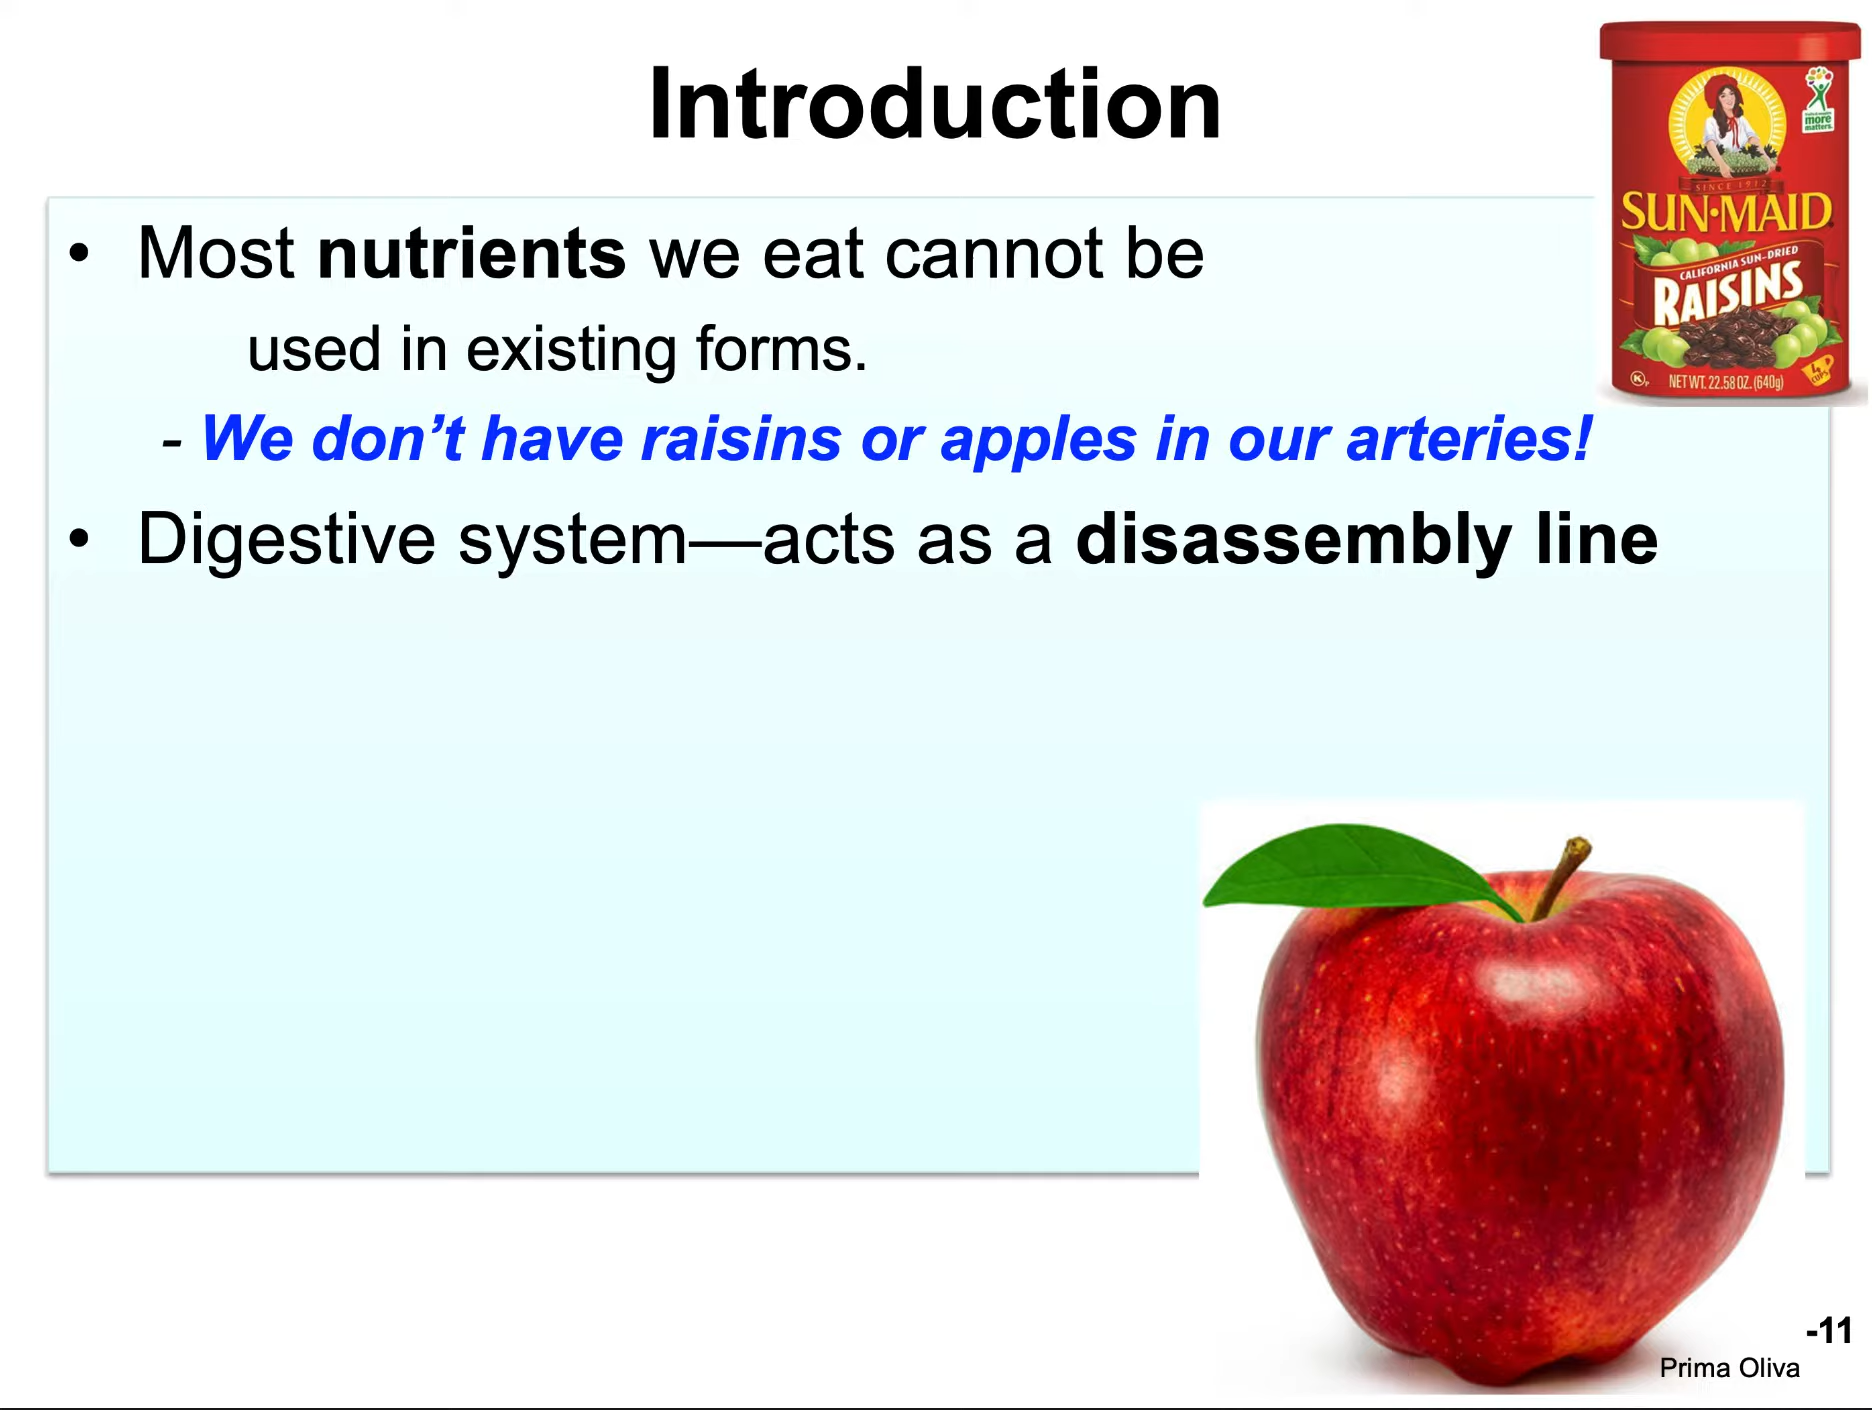 Introduction
• Most nutrients we eat cannot be
used in existing forms.
- We don’t have raisins or apples in our arteries!
• Digestive system—acts as a disassembly line
more
matters.
SINCE 1912
SUN•MAID
CALIFORNIA SUN-DRIED
RAISINS
K
P
NET WT. 22.58 OZ. (640g)
4
CUPS
-11
Prima Oliva